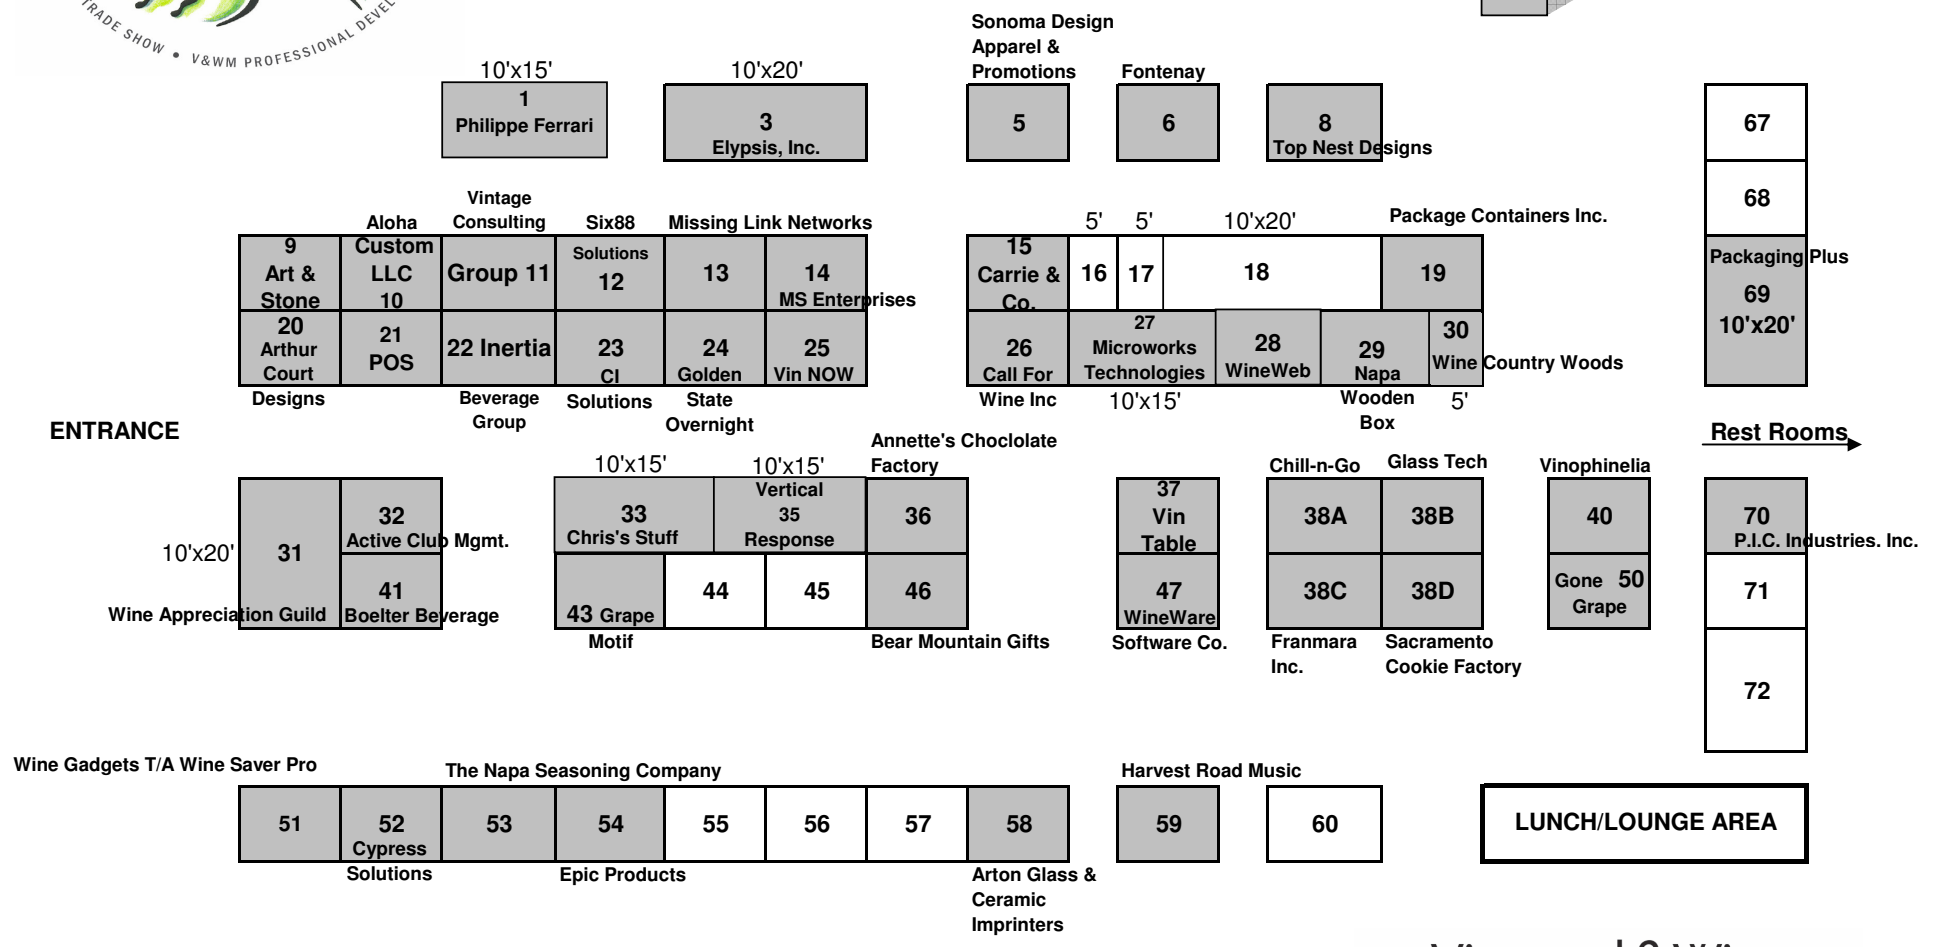 TRADE SHOW • V&WM PROFESSIONAL DEVEL
Sonoma Design
Apparel &
Promotions
Fontenay
10'x15'
10'x20'
1
Philippe Ferrari
3
Elypsis, Inc.
5
6
8
Top Nest Designs
67
68
Packaging Plus
69
10'x20'
Aloha
Vintage
Consulting
Six88
Missing Link Networks
9
Art &
Stone
Custom
LLC
10
Group 11
Solutions
12
13
14
MS Enterprises
20
Arthur
Court
Designs
21
POS
22 Inertia
Beverage
Group
23
CI
Solutions
24
Golden
State
Overnight
25
Vin NOW
5'
5'
10'x20'
Package Containers Inc.
15
Carrie &
Co.
16
17
18
19
26
Call For
Wine Inc
27
Microworks
Technologies
10'x15'
28
WineWeb
29
Napa
Wooden
Box
30
Wine Country Woods
5'
ENTRANCE
Rest Rooms
10'x20'
31
Wine Appreciation Guild
32
Active Club Mgmt.
41
Boelter Beverage
10'x15'
10'x15'
Annette's Choclolate
Factory
33
Chris's Stuff
Vertical
35
Response
36
43 Grape
Motif
44
45
46
Bear Mountain Gifts
37
Vin
Table
47
WineWare
Software Co.
Chill-n-Go
Glass Tech
38A
38B
38C
38D
Franmara
Inc.
Sacramento
Cookie Factory
Vinophinelia
40
Gone 50
Grape
70
P.I.C. Industries. Inc.
71
72
Wine Gadgets T/A Wine Saver Pro
The Napa Seasoning Company
Harvest Road Music
51
52
Cypress
Solutions
53
54
Epic Products
55
56
57
58
Arton Glass &
Ceramic
Imprinters
59
60
LUNCH/LOUNGE AREA